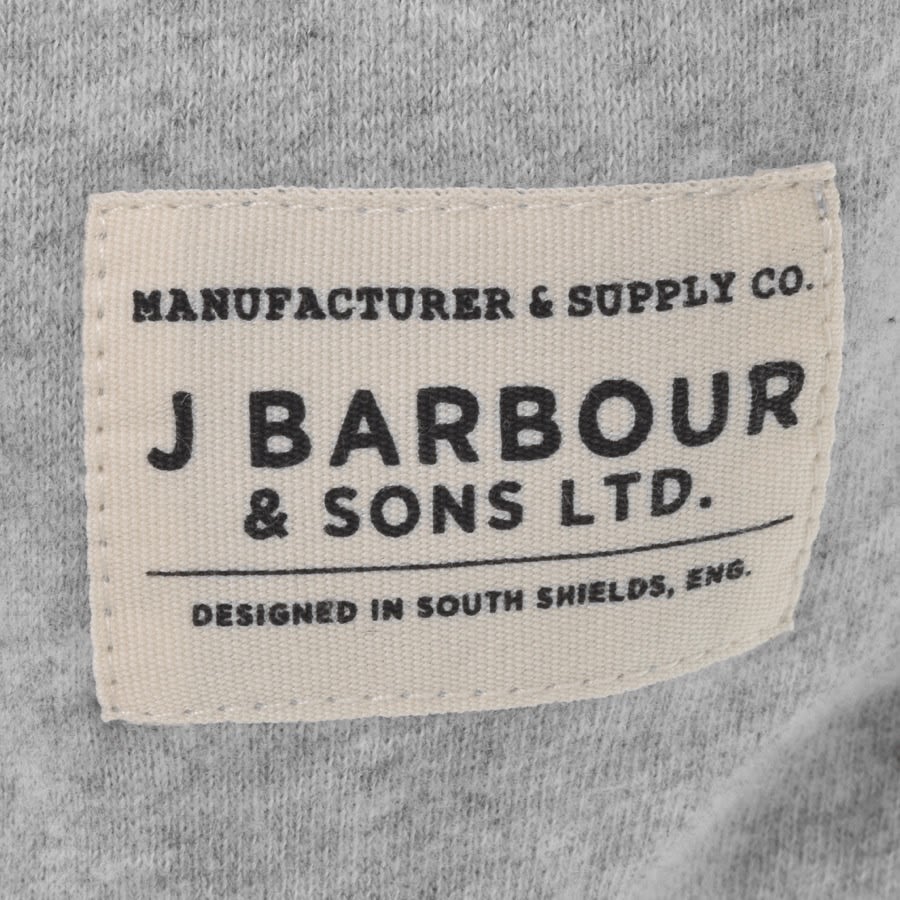 MANUFACTURER & SUPPLY CO.
J BARBOUR
& SONS LTD.
DESIGNED IN SOUTH SHIELDS, ENG.